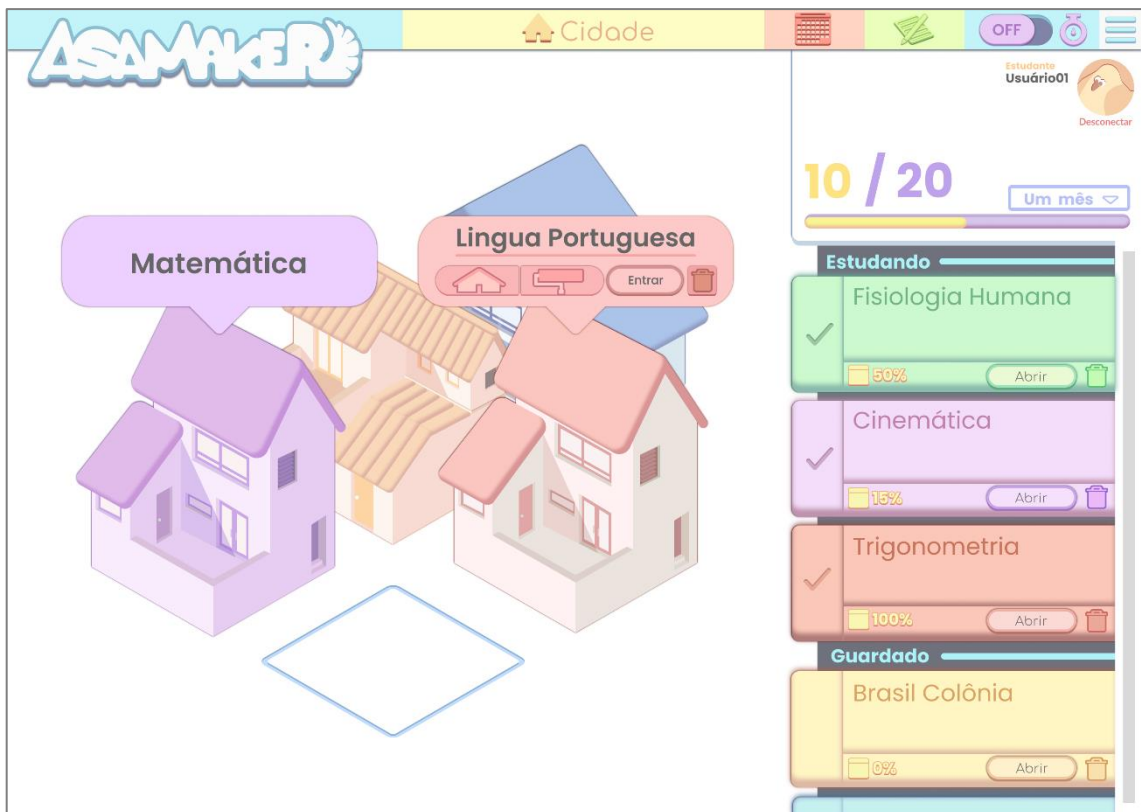 ASAMAKER
Cidade
OFF
Estudante
Usuário01
Desconectar
10 / 20
Um mês
Matemática
Lingua Portuguesa
Entrar
Estudando
Fisiologia Humana
50%
Abrir
Cinemática
15%
Abrir
Trigonometria
100%
Abrir
Guardado
Brasil Colônia
0%
Abrir